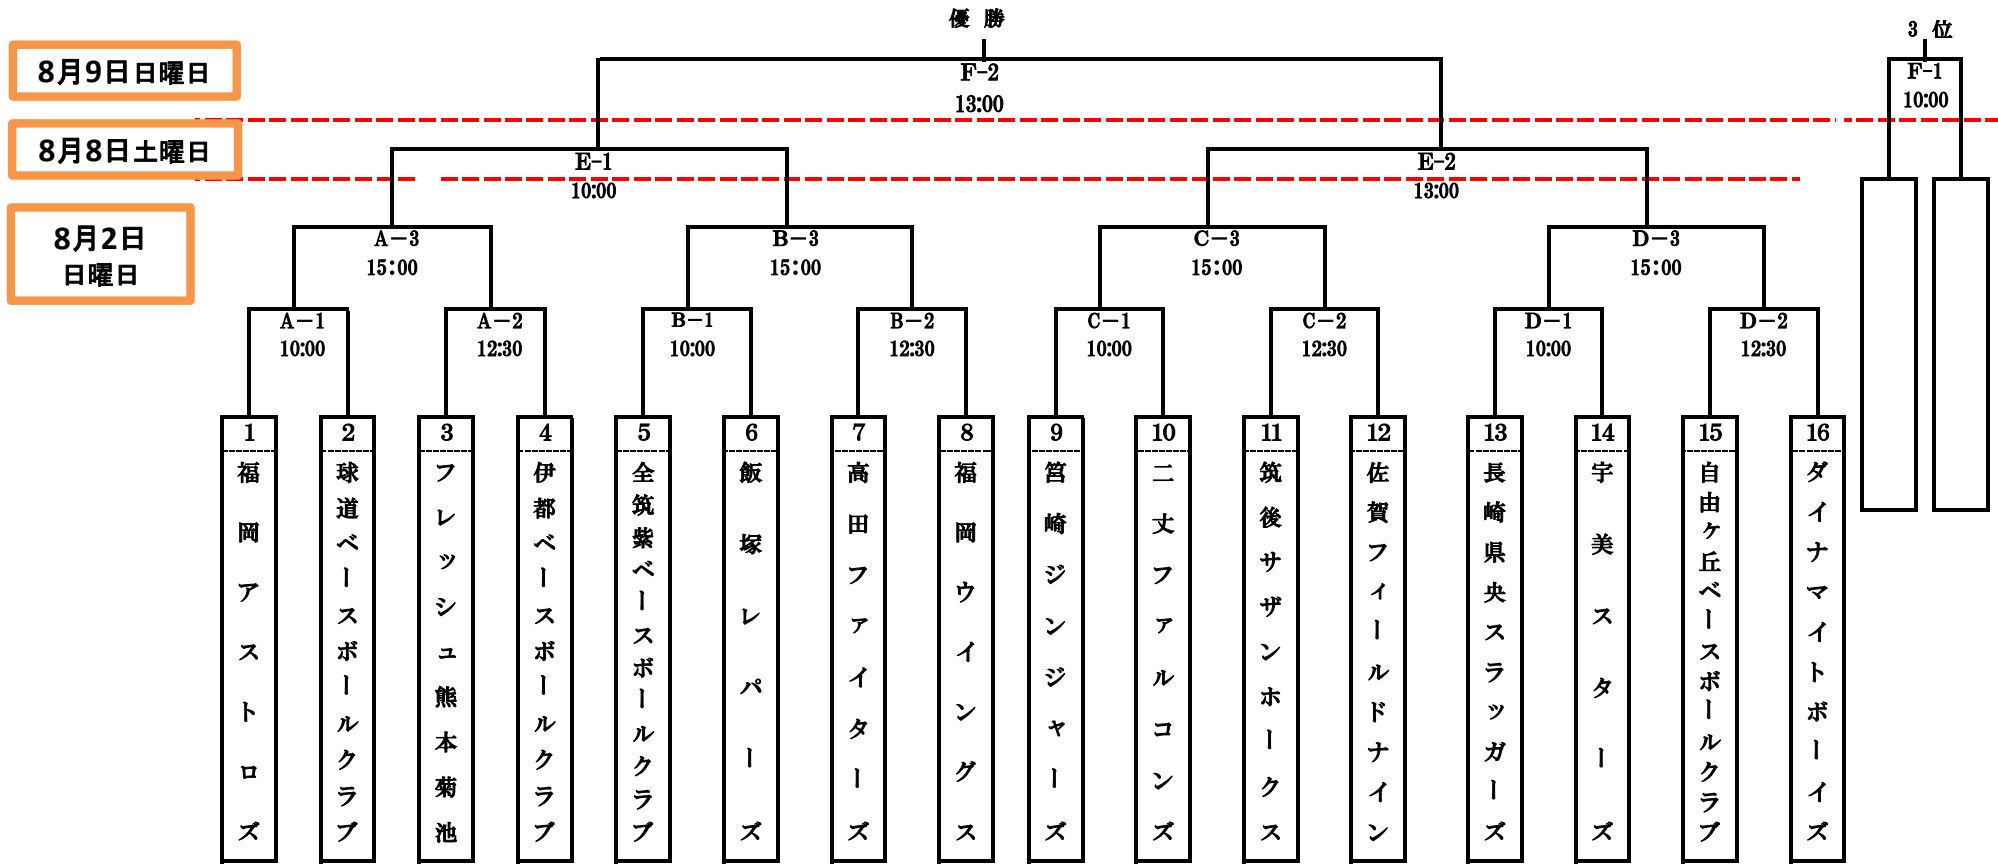 優 勝
3 位
8月9日日曜日
F-2
13:00
F-1
10:00
8月8日土曜日
E-1
10:00
E-2
13:00
8月2日
日曜日
A-3
15:00
B-3
15:00
C-3
15:00
D-3
15:00
A-1
10:00
A-2
12:30
B-1
10:00
B-2
12:30
C-1
10:00
C-2
12:30
D-1
10:00
D-2
12:30
1
福岡アストロズ
2
球道ベースボールクラブ
3
フレッシュ熊本菊池
4
伊都ベースボールクラブ
5
全筑紫ベースボールクラブ
6
飯塚レパーズ
7
高田ファイターズ
8
福岡ウイングス
9
筥崎ジンジャーズ
10
二丈ファルコンズ
11
筑後サザンホークス
12
佐賀フィールドナイン
13
長崎県央スラッガーズ
14
宇美スターズ
15
自由ヶ丘ベースボールクラブ
16
ダイナマイトボーイズ